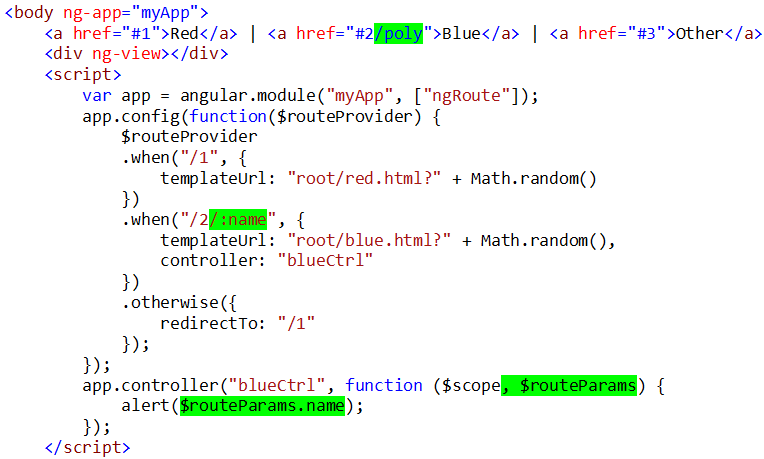 <body ng-app="myApp">
    <a href="#1">Red</a> | <a href="#2/poly">Blue</a> | <a href="#3">Other</a>
    <div ng-view></div>
    <script>
        var app = angular.module("myApp", ["ngRoute"]);
        app.config(function($routeProvider) {
            $routeProvider
            .when("/1", {
                templateUrl: "root/red.html?" + Math.random()
            })
            .when("/2/:name", {
                templateUrl: "root/blue.html?" + Math.random(),
                controller: "blueCtrl"
            })
            .otherwise({
                redirectTo: "/1"
            });
        });
        app.controller("blueCtrl", function ($scope, $routeParams) {
            alert($routeParams.name);
        });
    </script>